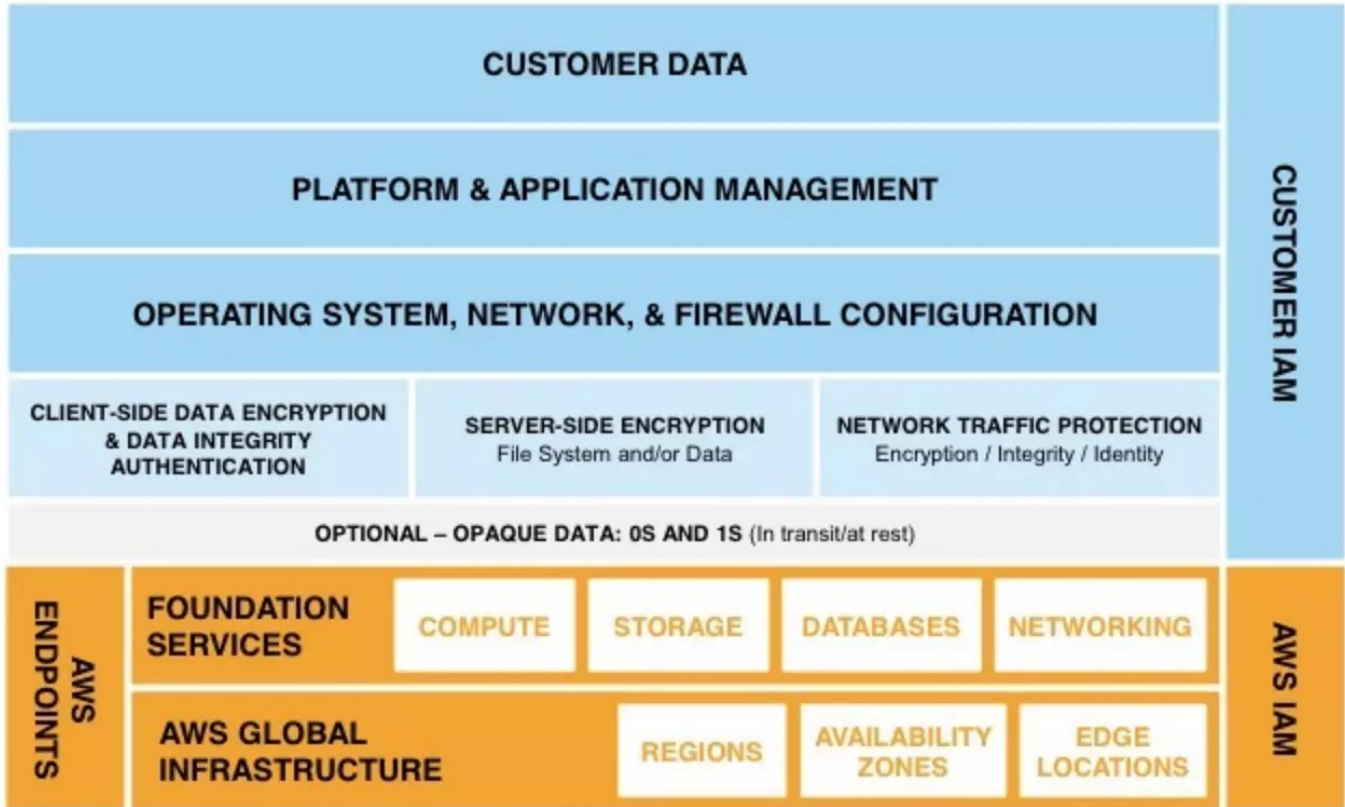 CUSTOMER DATA
PLATFORM & APPLICATION MANAGEMENT
OPERATING SYSTEM, NETWORK, & FIREWALL CONFIGURATION
CLIENT-SIDE DATA ENCRYPTION
& DATA INTEGRITY
AUTHENTICATION
SERVER-SIDE ENCRYPTION
File System and/or Data
NETWORK TRAFFIC PROTECTION
Encryption / Integrity / Identity
OPTIONAL – OPAQUE DATA: 0S AND 1S (In transit/at rest)
CUSTOMER IAM
AWS
ENDPOINTS
FOUNDATION
SERVICES
COMPUTE
STORAGE
DATABASES
NETWORKING
AWS GLOBAL
INFRASTRUCTURE
REGIONS
AVAILABILITY
ZONES
EDGE
LOCATIONS
AWS IAM